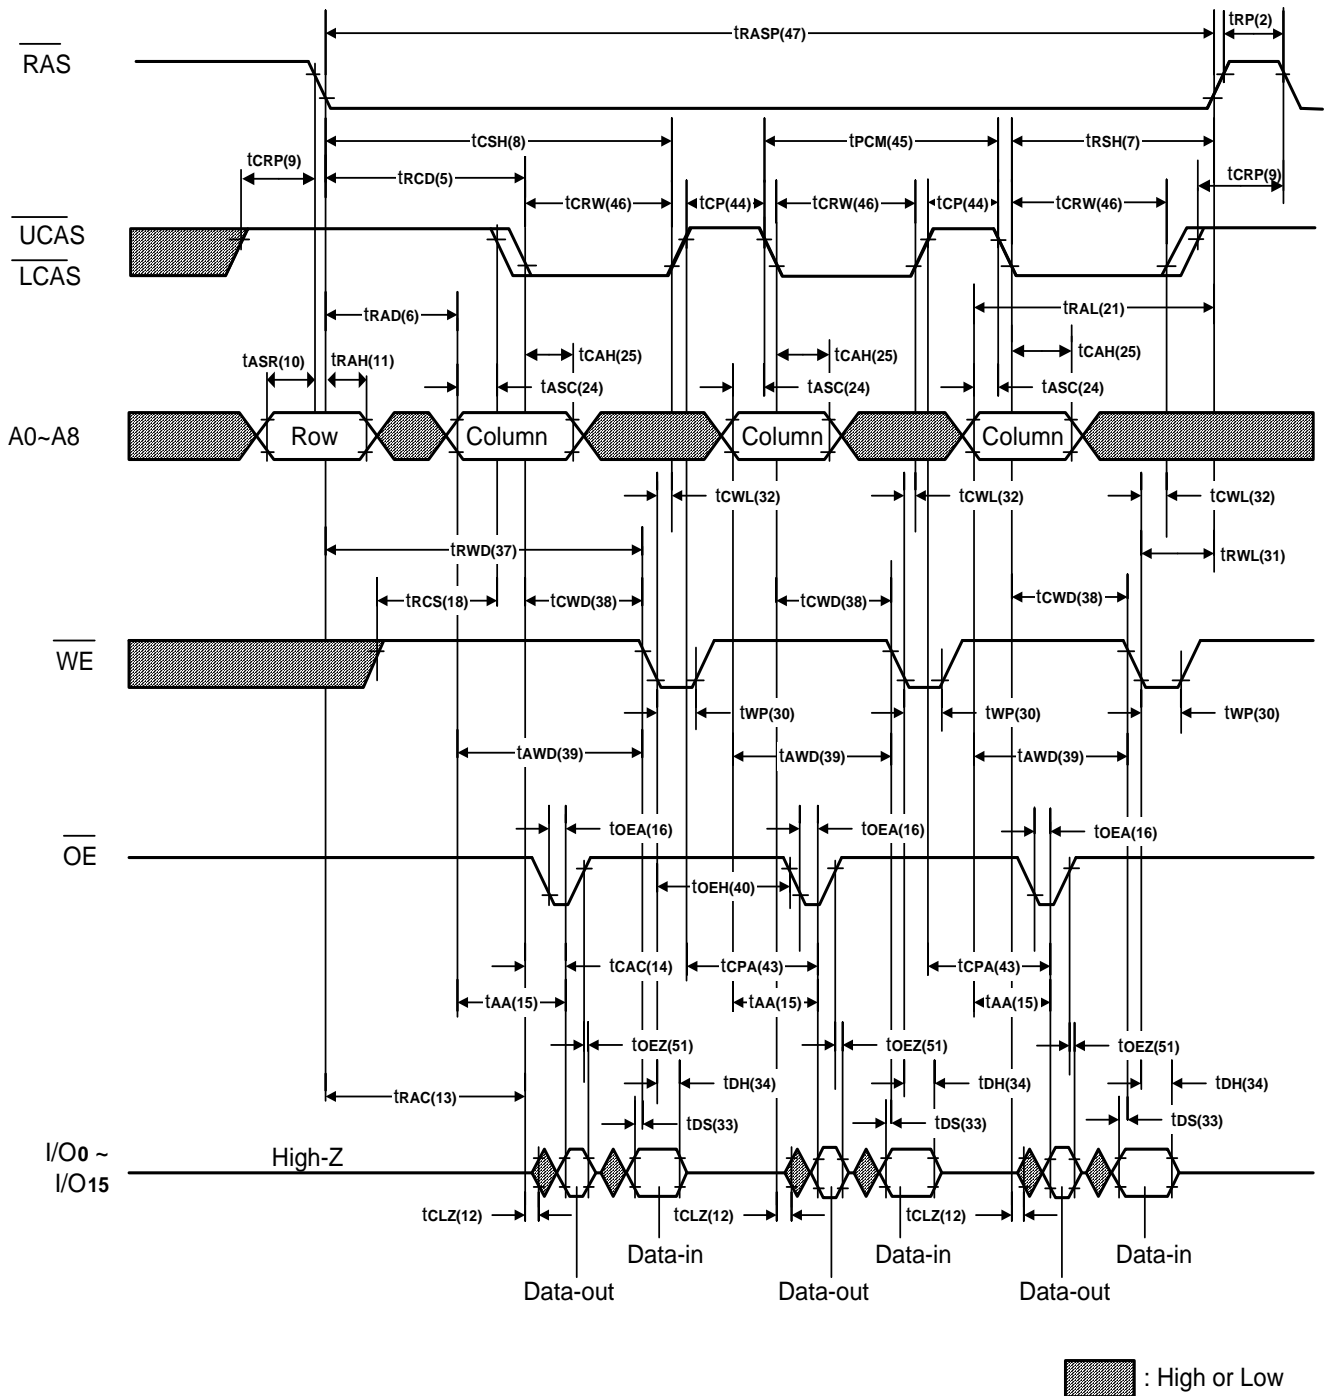 tRASP(47) tRP(2)
RAS
tCSH(8) tPCM(45) tRSH(7)
tCRP(9) tRCD(5) tCRP(9)
tCRW(46) tCP(44) tCRW(46) tCP(44) tCRW(46)
UCAS
LCAS
tRAD(6) tRAL(21)
tASR(10) tRAH(11) tCAH(25) tCAH(25) tCAH(25)
tASC(24) tASC(24) tASC(24)
A0~A8 Row Column Column Column
tCWL(32) tCWL(32) tCWL(32)
tRWD(37) tRWL(31)
tRCS(18) tCWD(38) tCWD(38) tCWD(38)
WE
tWP(30) tWP(30) tWP(30)
tAWD(39) tAWD(39) tAWD(39)
tOEA(16) tOEA(16) tOEA(16)
OE
tOEH(40)
tCAC(14) tCPA(43) tCPA(43)
tAA(15) tAA(15) tAA(15)
tOEZ(51) tOEZ(51) tOEZ(51)
tRAC(13) tDH(34) tDH(34) tDH(34)
tDS(33) tDS(33) tDS(33)
I/O0 ~
I/O15
High-Z
tCLZ(12) tCLZ(12) tCLZ(12)
Data-in Data-in Data-in
Data-out Data-out Data-out
: High or Low